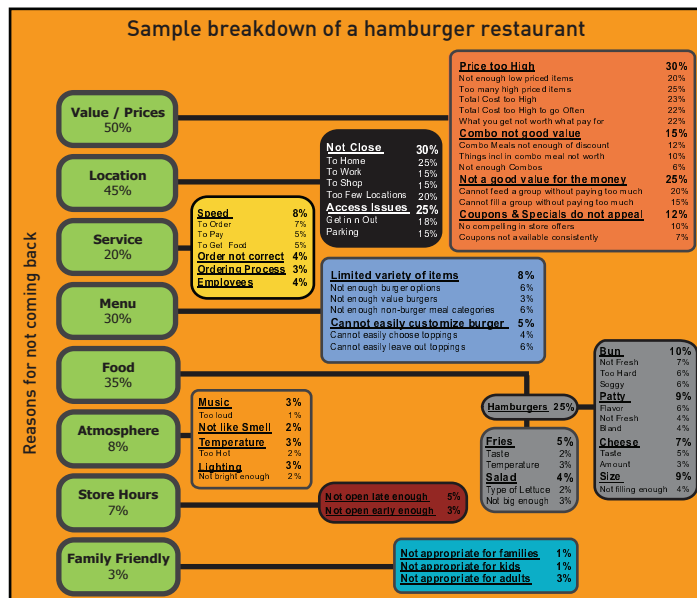 Sample breakdown of a hamburger restaurant
Reasons for not coming back
Value / Prices
50%
Price too High 30%
Not enough low priced items 20%
Too many high priced items 25%
Total Cost too High 23%
Total Cost too High to go Often 22%
What you get not worth what pay for 22%
Combo not good value 15%
Combo Meals not enough of discount 12%
Things incl in combo meal not worth 10%
Not enough Combos 6%
Not a good value for the money 25%
Cannot feed a group without paying too much 20%
Cannot fill a group without paying too much 15%
Coupons & Specials do not appeal 12%
No compelling in store offers 10%
Coupons not available consistently 7%
Location
45%
Not Close 30%
To Home 25%
To Work 15%
To Shop 15%
Too Few Locations 20%
Access Issues 25%
Get in n Out 18%
Parking 15%
Service
20%
Speed 8%
To Order 7%
To Pay 5%
To Get Food 5%
Order not correct 4%
Ordering Process 3%
Employees 4%
Menu
30%
Limited variety of items 8%
Not enough burger options 6%
Not enough value burgers 3%
Not enough non-burger meal categories 6%
Cannot easily customize burger 5%
Cannot easily choose toppings 4%
Cannot easily leave out toppings 6%
Food
35%
Hamburgers 25%
Bun 10%
Not Fresh 7%
Too Hard 6%
Soggy 6%
Patty 9%
Flavor 6%
Not Fresh 4%
Bland 4%
Cheese 7%
Taste 5%
Amount 3%
Size 9%
Not filling enough 4%
Fries 5%
Taste 2%
Temperature 3%
Salad 4%
Type of Lettuce 2%
Not big enough 3%
Atmosphere
8%
Music 3%
Too loud 1%
Not like Smell 2%
Temperature 3%
Too Hot 2%
Lighting 3%
Not bright enough 2%
Store Hours
7%
Not open late enough 5%
Not open early enough 3%
Family Friendly
3%
Not appropriate for families 1%
Not appropriate for kids 1%
Not appropriate for adults 3%